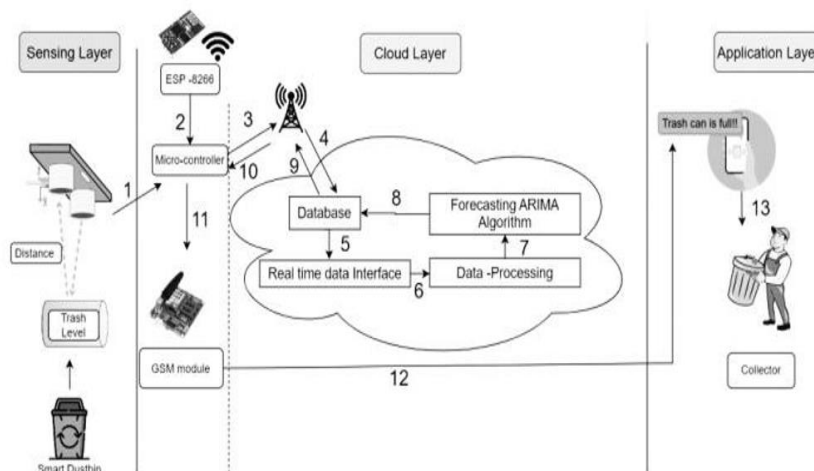 Sensing Layer
Cloud Layer
Application Laye
ESP -8266
Trash can is full!!
Micro-controller
1
2
3
4
9
10
11
Database
8
Forecasting ARIMA
Algorithm
5
7
13
Real time data Interface
6
Data -Processing
Distance
Trash
Level
GSM module
12
Collector
Smart Dustbin